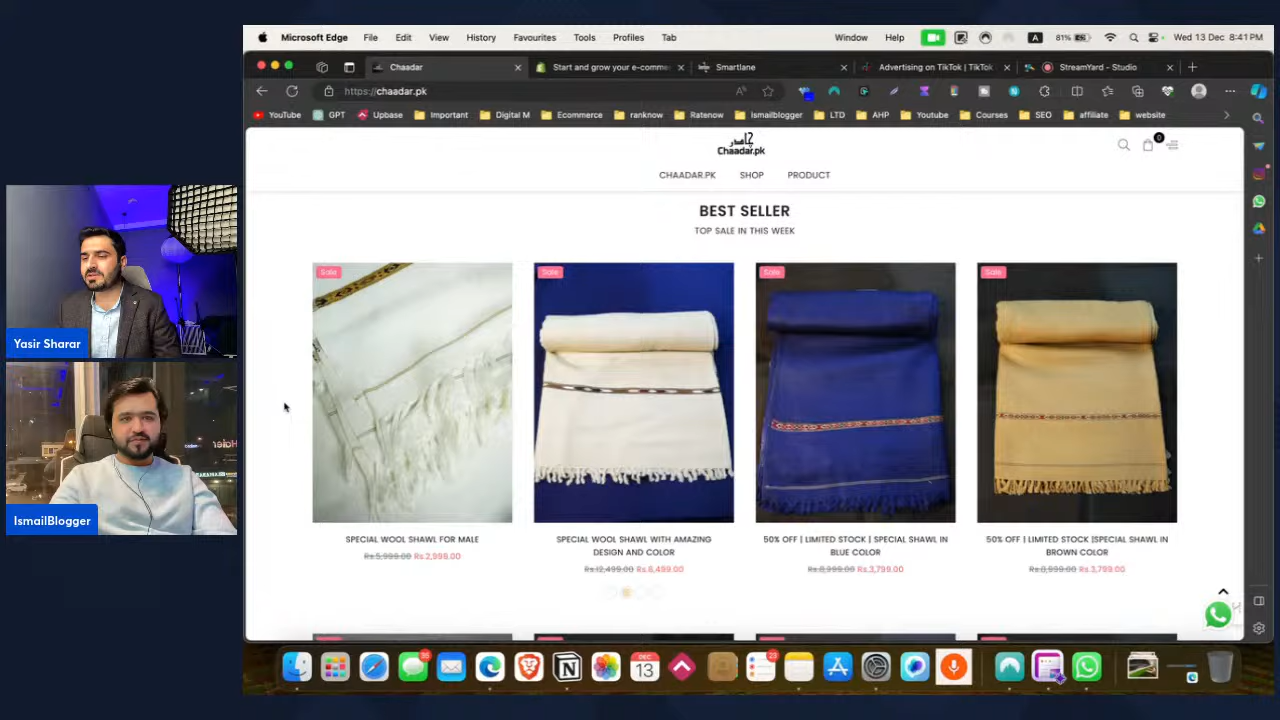 Microsoft Edge File Edit View History Favourites Tools Profiles Tab Window Help A 81% Wed 13 Dec 8:41 PM
Chaadar Start and grow your e-comme Smartlane Advertising on TikTok | TikTok StreamYard - Studio
https://chaadar.pk
YouTube GPT Upbase Important Digital M Ecommerce ranknow Ratenow Ismailblogger LTD AHP Youtube Courses SEO affiliate website
چادر
Chaadar.pk
0
CHAADAR.PK SHOP PRODUCT
BEST SELLER
TOP SALE IN THIS WEEK
Sale Sale Sale Sale
SPECIAL WOOL SHAWL FOR MALE
Rs.5,999.00 Rs.2,999.00
SPECIAL WOOL SHAWL WITH AMAZING
DESIGN AND COLOR
Rs.12,499.00 Rs.6,499.00
50% OFF | LIMITED STOCK | SPECIAL SHAWL IN
BLUE COLOR
Rs.8,999.00 Rs.3,799.00
50% OFF | LIMITED STOCK |SPECIAL SHAWL IN
BROWN COLOR
Rs.8,999.00 Rs.3,799.00
Yasir Sharar
Haier
IsmailBlogger
35
DEC
13
23